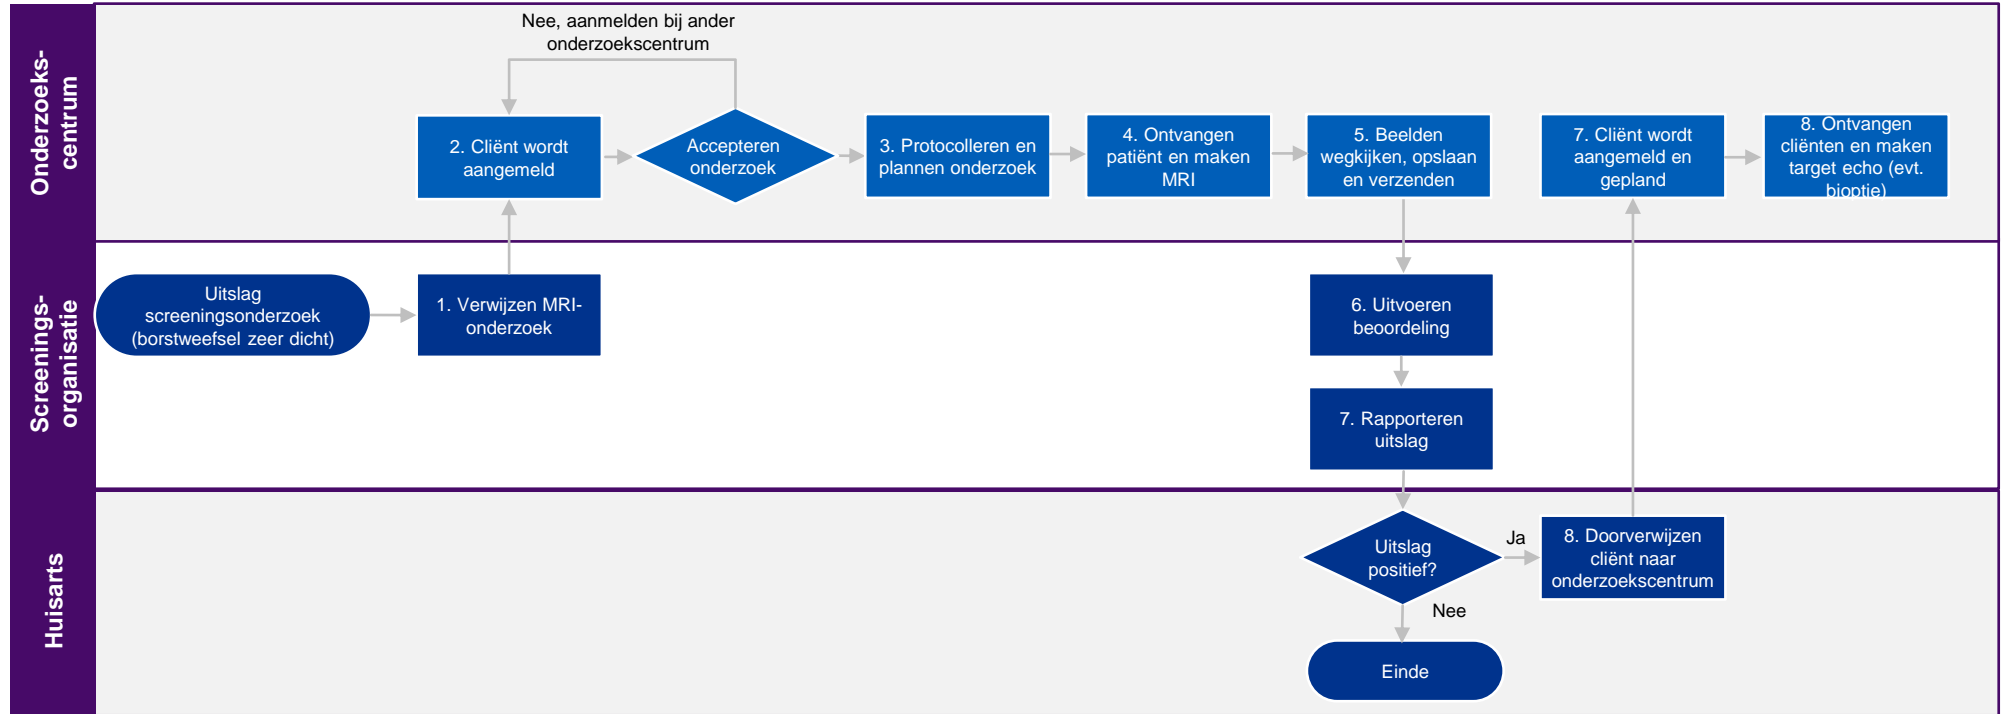 Onderzoeks-
centrum
Nee, aanmelden bij ander
onderzoekscentrum
2. Cliënt wordt
aangemeld
Accepteren
onderzoek
3. Protocolleren en
plannen onderzoek
4. Ontvangen
patiënt en maken
MRI
5. Beelden
wegkijken, opslaan
en verzenden
7. Cliënt wordt
aangemeld en
gepland
8. Ontvangen
cliënten en maken
target echo (evt.
bioptie)
Screenings-
organisatie
Uitslag
screeningsonderzoek
(borstweefsel zeer dicht)
1. Verwijzen MRI-
onderzoek
6. Uitvoeren
beoordeling
7. Rapporteren
uitslag
Huisarts
Uitslag
positief?
Ja
8. Doorverwijzen
cliënt naar
onderzoekscentrum
Nee
Einde